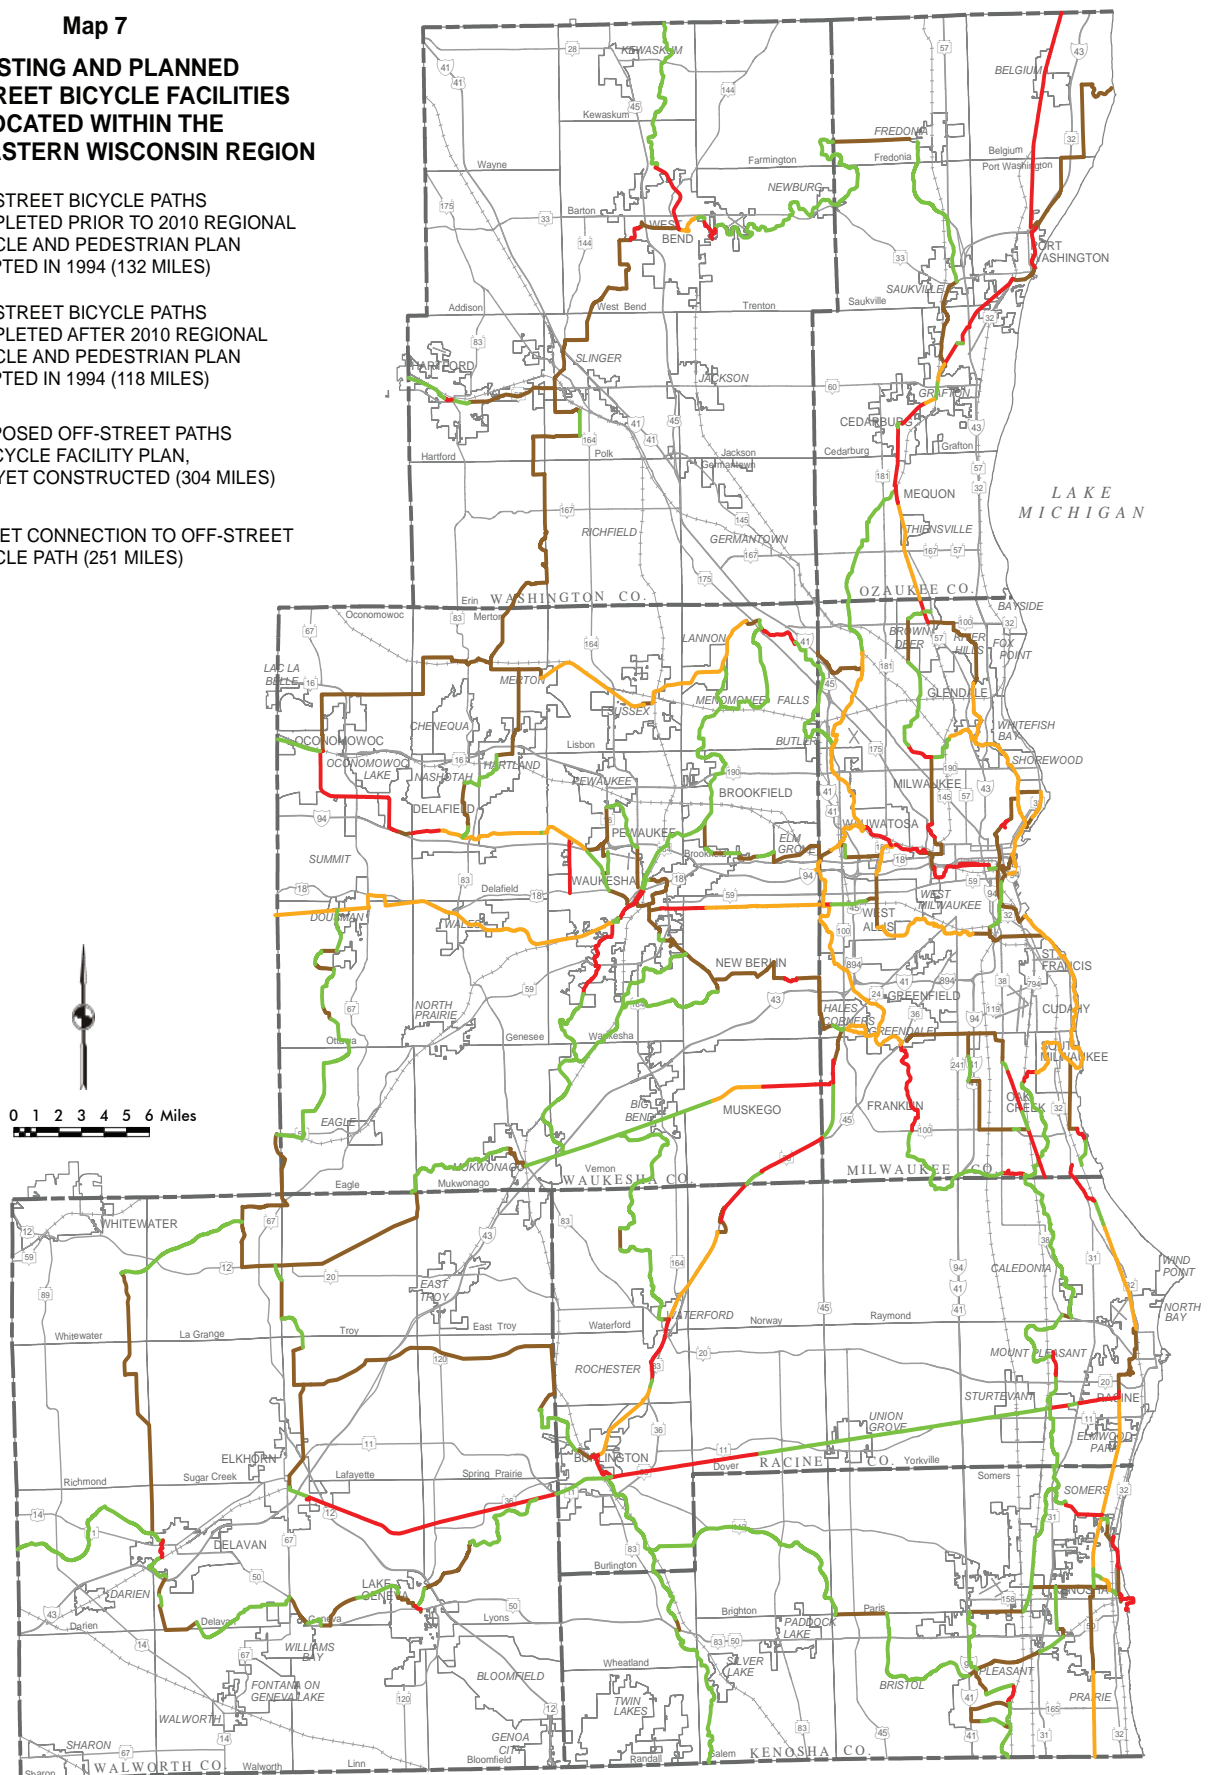 Map 7
STING AND PLANNED
REET BICYCLE FACILITIES
OCATED WITHIN THE
ASTERN WISCONSIN REGION
STREET BICYCLE PATHS
PLETED PRIOR TO 2010 REGIONAL
CLE AND PEDESTRIAN PLAN
PTED IN 1994 (132 MILES)
STREET BICYCLE PATHS
PLETED AFTER 2010 REGIONAL
CLE AND PEDESTRIAN PLAN
PTED IN 1994 (118 MILES)
POSED OFF-STREET PATHS
CYCLE FACILITY PLAN,
YET CONSTRUCTED (304 MILES)
ET CONNECTION TO OFF-STREET
CLE PATH (251 MILES)
KEWASKUM
Kewaskum
Wayne
Barton
WEST
BEND
Farmington
NEWBURG
FREDONIA
Fredonia
BELGIUM
Belgium
Port Washington
PORT
WASHINGTON
SAUKVILLE
Saukville
Addison
West Bend
Trenton
SLINGER
HARTFORD
JACKSON
GRAFTON
CEDARBURG
Hartford
Polk
Jackson
Germantown
Cedarburg
Grafton
MEQUON
LAKE
MICHIGAN
RICHFIELD
GERMANTOWN
THIENSVILLE
Erin
WASHINGTON CO.
OZAUKEE CO.
Oconomowoc
Merton
LANNON
BAYSIDE
BROWN
DEER
RIVER
HILLS
FOX
POINT
LAC LA
BELLE
MERTON
SUSSEX
MENOMONEE FALLS
GLENDALE
CHENEQUA
WHITEFISH
BAY
OCONOMOWOC
Lisbon
BUTLER
OCONOMOWOC
LAKE
NASHOTAH
HARTLAND
PEWAUKEE
SHOREWOOD
DELAFIELD
BROOKFIELD
MILWAUKEE
PEWAUKEE
ELM
GROVE
WAUWATOSA
SUMMIT
Brookfield
Delafield
WAUKESHA
WEST
MILWAUKEE
DOUSMAN
WALES
WEST
ALLIS
NEW BERLIN
ST.
FRANCIS
NORTH
PRAIRIE
HALES
CORNERS
GREENFIELD
CUDAHY
GREENDALE
Ottawa
Genesee
Waukesha
SOUTH
MILWAUKEE
0 1 2 3 4 5 6 Miles
EAGLE
BIG
BEND
MUSKEGO
FRANKLIN
OAK
CREEK
MUKWONAGO
Vernon
WAUKESHA CO.
MILWAUKEE CO.
Eagle
Mukwonago
WHITEWATER
EAST
TROY
CALEDONIA
WIND
POINT
NORTH
BAY
Whitewater
La Grange
Troy
East Troy
Waterford
WATERFORD
Norway
Raymond
ROCHESTER
MOUNT PLEASANT
STURTEVANT
RACINE
UNION
GROVE
ELMWOOD
PARK
ELKHORN
BURLINGTON
Richmond
Sugar Creek
Lafayette
Spring Prairie
Dover
RACINE CO.
Yorkville
Somers
SOMERS
DELAVAN
DARIEN
LAKE
GENEVA
Burlington
KENOSHA
Darien
Delavan
Geneva
Lyons
Brighton
Paris
PADDOCK
LAKE
WILLIAMS
BAY
Wheatland
SILVER
LAKE
BLOOMFIELD
BRISTOL
PLEASANT
PRAIRIE
FONTANA ON
GENEVA LAKE
TWIN
LAKES
WALWORTH
SHARON
GENOA
CITY
Sharon
WALWORTH CO.
Walworth
Linn
Bloomfield
Randall
Salem
KENOSHA CO.